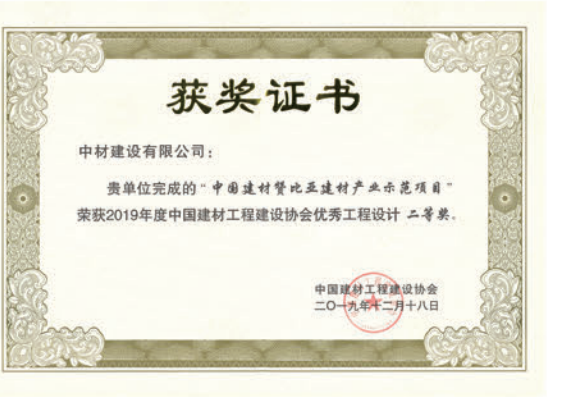 获奖证书
中材建设有限公司：
贵单位完成的“中国建材赞比亚建材产业示范项目”
荣获2019年度中国建材工程建设协会优秀工程设计 二等奖。
中国建材工程建设协会
二〇一九年十二月十八日